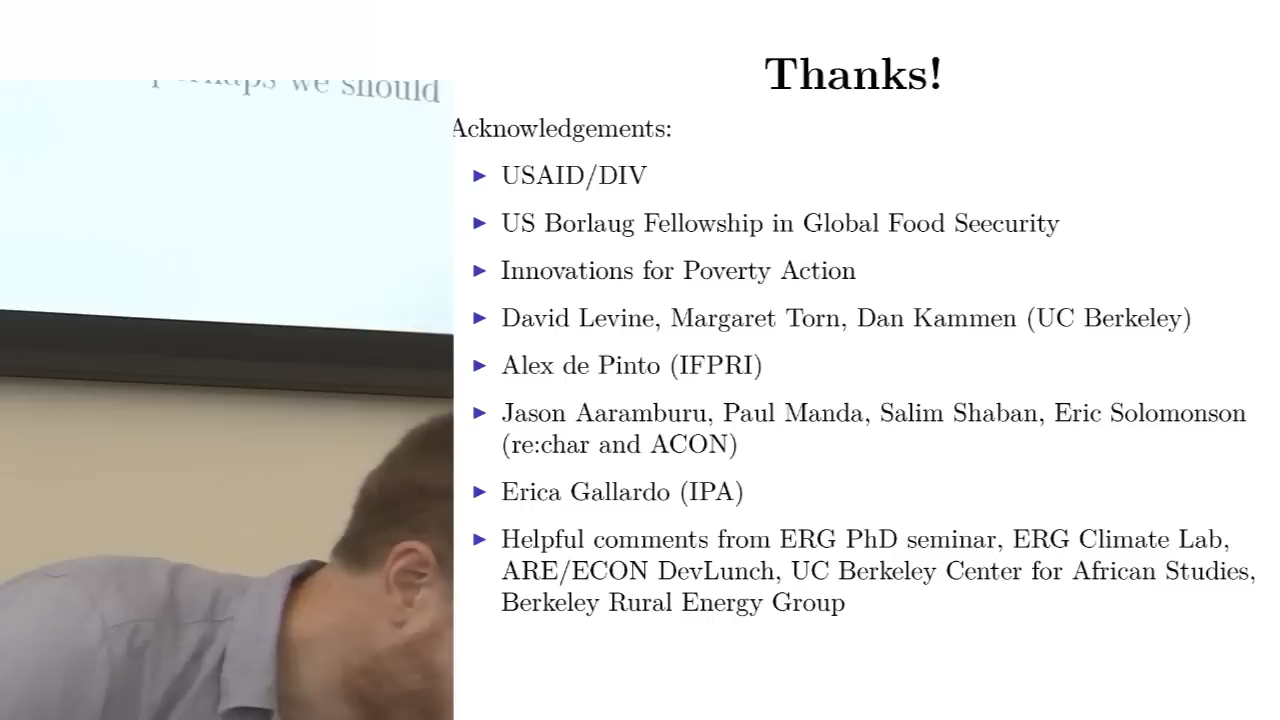 perhaps we should
Thanks!
Acknowledgements:
► USAID/DIV
► US Borlaug Fellowship in Global Food Seecurity
► Innovations for Poverty Action
► David Levine, Margaret Torn, Dan Kammen (UC Berkeley)
► Alex de Pinto (IFPRI)
► Jason Aaramburu, Paul Manda, Salim Shaban, Eric Solomonson
(re:char and ACON)
► Erica Gallardo (IPA)
► Helpful comments from ERG PhD seminar, ERG Climate Lab,
ARE/ECON DevLunch, UC Berkeley Center for African Studies,
Berkeley Rural Energy Group